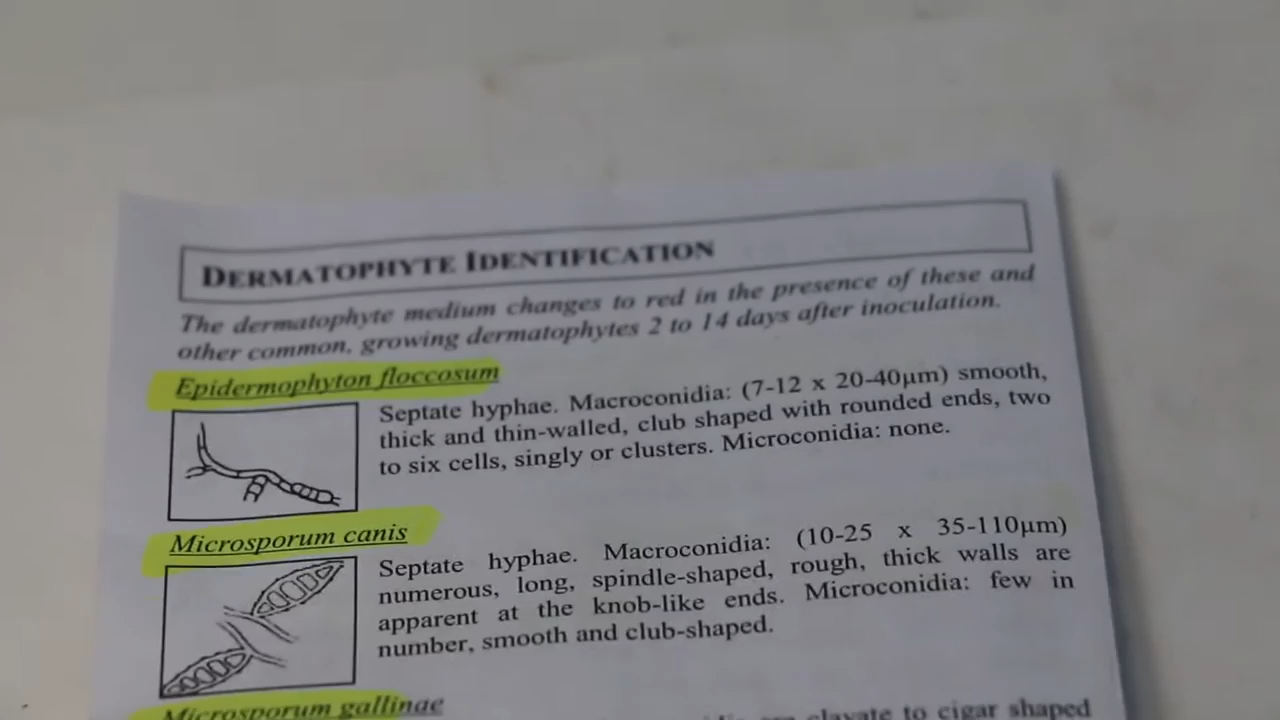 DERMATOPHYTE IDENTIFICATION
The dermatophyte medium changes to red in the presence of these and
other common, growing dermatophytes 2 to 14 days after inoculation.
Epidermophyton floccosum
Septate hyphae. Macroconidia: (7-12 x 20-40µm) smooth,
thick and thin-walled, club shaped with rounded ends, two
to six cells, singly or clusters. Microconidia: none.
Microsporum canis
Septate hyphae. Macroconidia: (10-25 x 35-110µm)
numerous, long, spindle-shaped, rough, thick walls are
apparent at the knob-like ends. Microconidia: few in
number, smooth and club-shaped.
Microsporum gallinae
clavate to cigar shaped